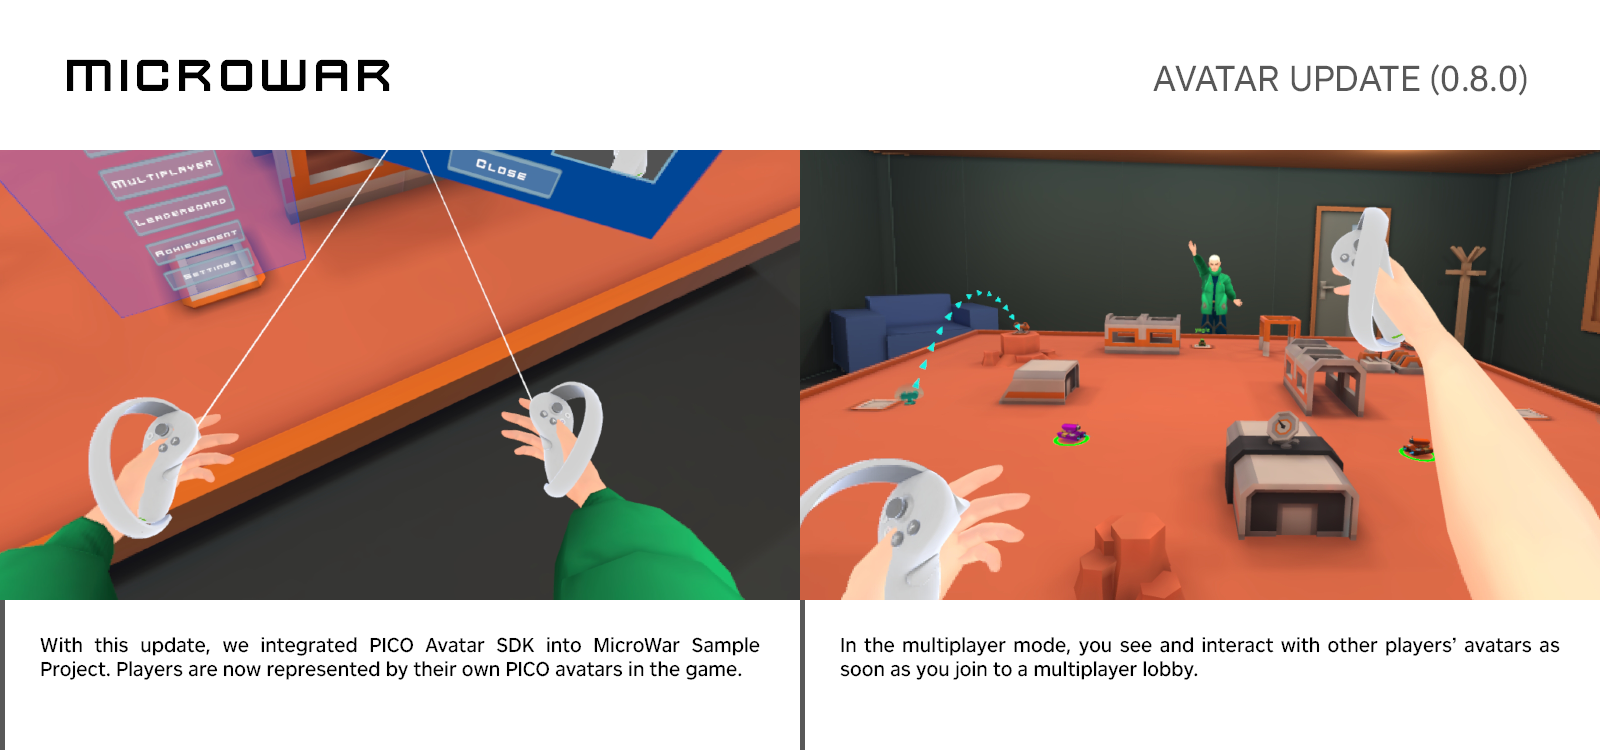 MICROWAR
AVATAR UPDATE (0.8.0)
MULTIPLAYER
LEADERBOARD
ACHIEVEMENT
SETTINGS
CLOSE
With this update, we integrated PICO Avatar SDK into MicroWar Sample
Project. Players are now represented by their own PICO avatars in the game.
In the multiplayer mode, you see and interact with other players’ avatars as
soon as you join to a multiplayer lobby.